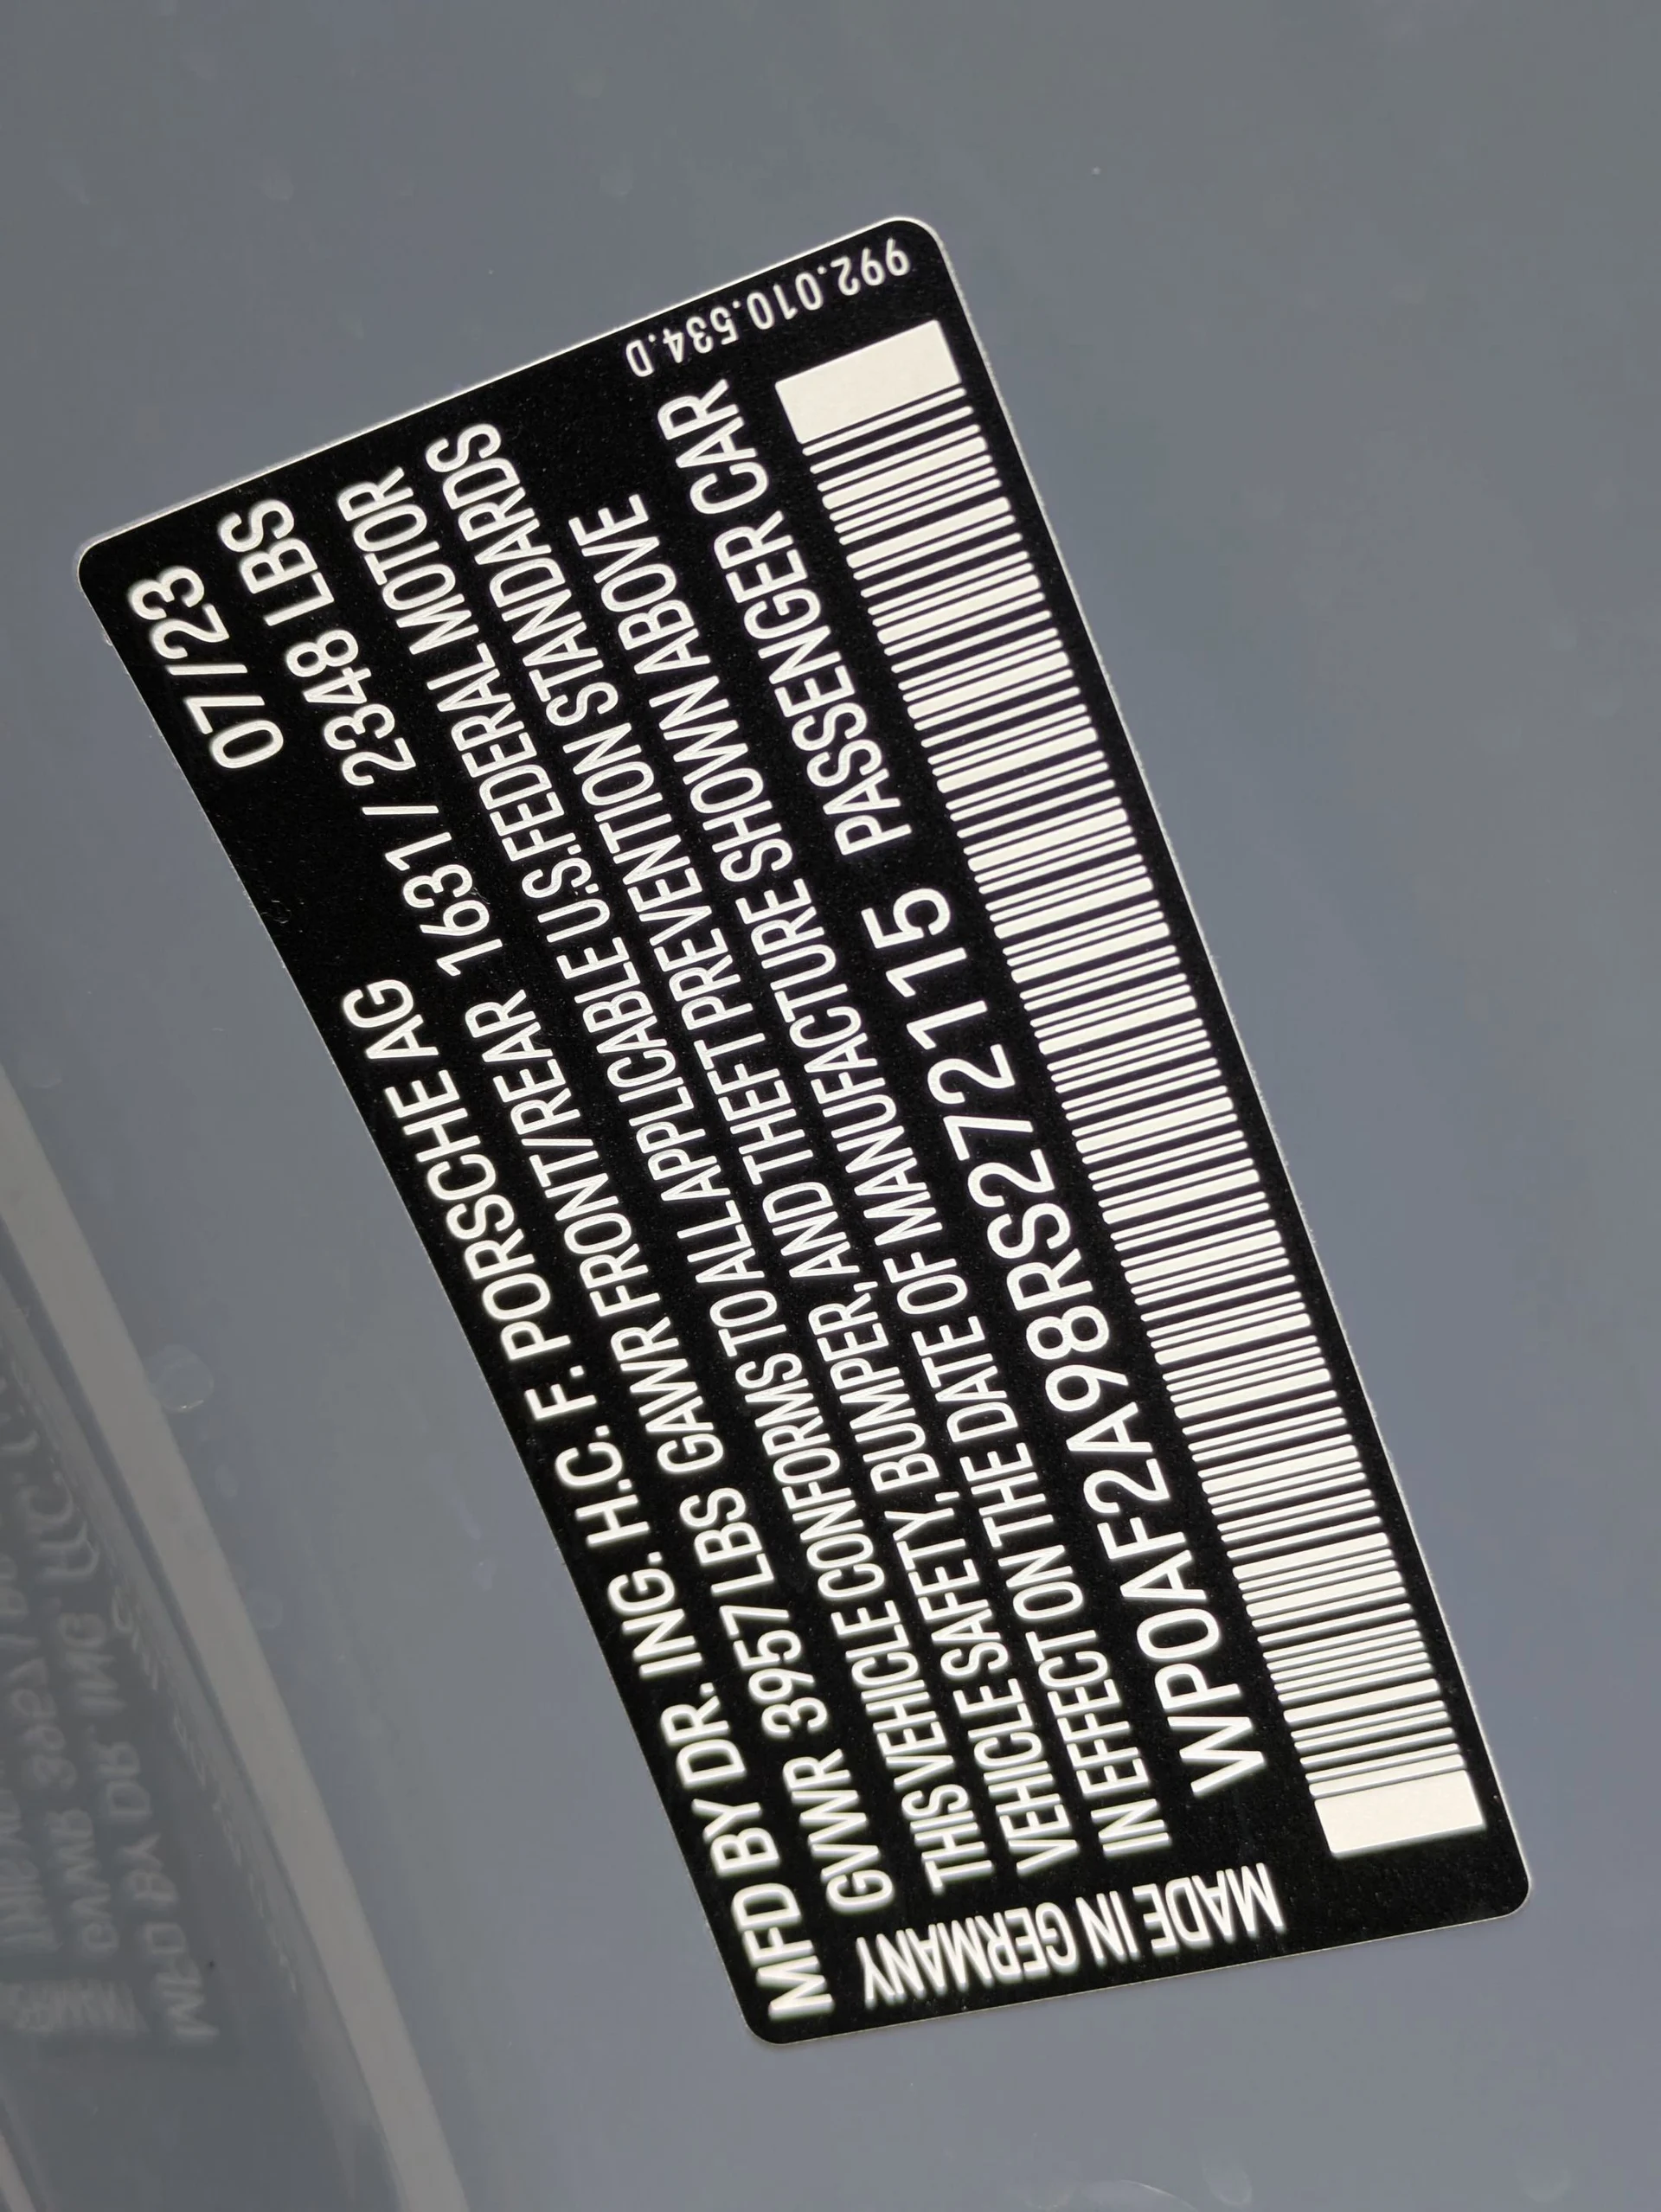 MFD BY DR. ING. H.C. F. PORSCHE AG 07/23
GVWR 3957 LBS GAWR FRONT/REAR 1631 / 2348 LBS
THIS VEHICLE CONFORMS TO ALL APPLICABLE U.S.FEDERAL MOTOR
VEHICLE SAFETY, BUMPER, AND THEFT PREVENTION STANDARDS
IN EFFECT ON THE DATE OF MANUFACTURE SHOWN ABOVE
WP0AF2A98RS272115 PASSENGER CAR
MADE IN GERMANY
992.010.534.D